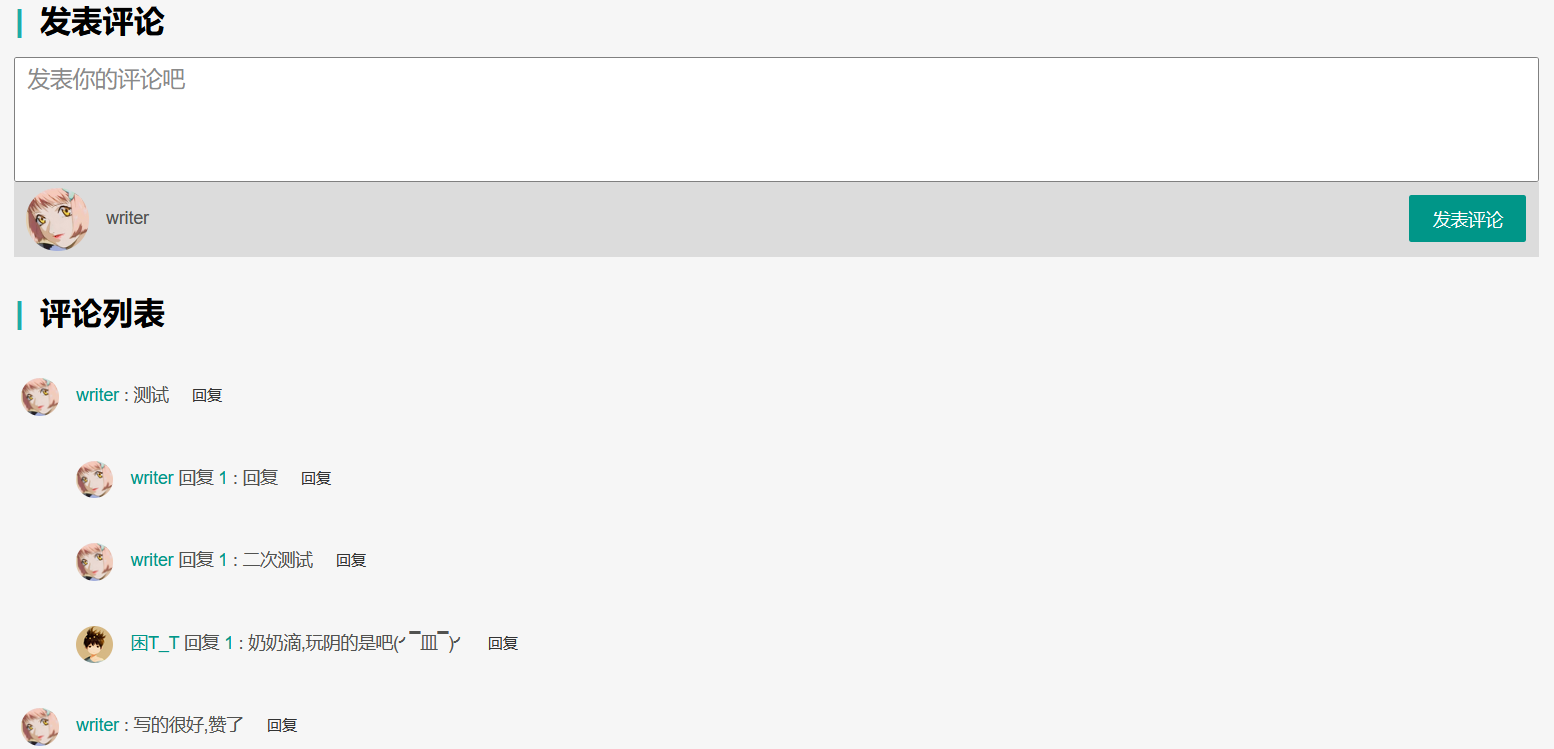 发表评论
发表你的评论吧
writer 发表评论
评论列表
writer : 测试 回复
writer 回复 1 : 回复 回复
writer 回复 1 : 二次测试 回复
困T_T 回复 1 : 奶奶滴,玩阴的是吧(╯‾皿‾)╯ 回复
writer : 写的很好,赞了 回复